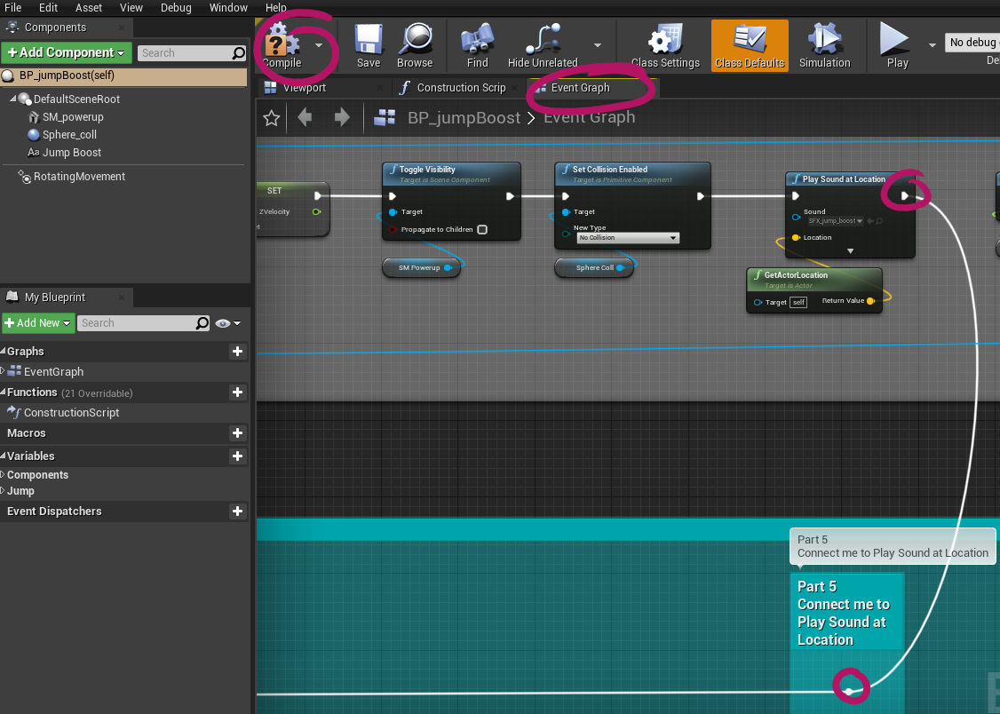 File Edit Asset View Debug Window Help
Components
+ Add Component
Search
BP_jumpBoost(self)
DefaultSceneRoot
SM_powerup
Sphere_coll
Aa Jump Boost
RotatingMovement
My Blueprint
+ Add New
Search
Graphs
EventGraph
Functions (21 Overridable)
ConstructionScript
Macros
Variables
Components
Jump
Event Dispatchers
Compile
Save
Browse
Find
Hide Unrelated
Class Settings
Class Defaults
Simulation
Play
No debug
De
Viewport
Construction Scrip
Event Graph
BP_jumpBoost > Event Graph
SET
ZVelocity
et
Toggle Visibility
Target is Scene Component
Target
Propagate to Children
SM Powerup
Set Collision Enabled
Target is Primitive Component
Target
New Type
No Collision
Sphere Coll
Play Sound at Location
Sound
SFX_jump_boost
Location
GetActorLocation
Target is Actor
Target self
Return Value
Part 5
Connect me to Play Sound at Location
Part 5
Connect me to
Play Sound at
Location